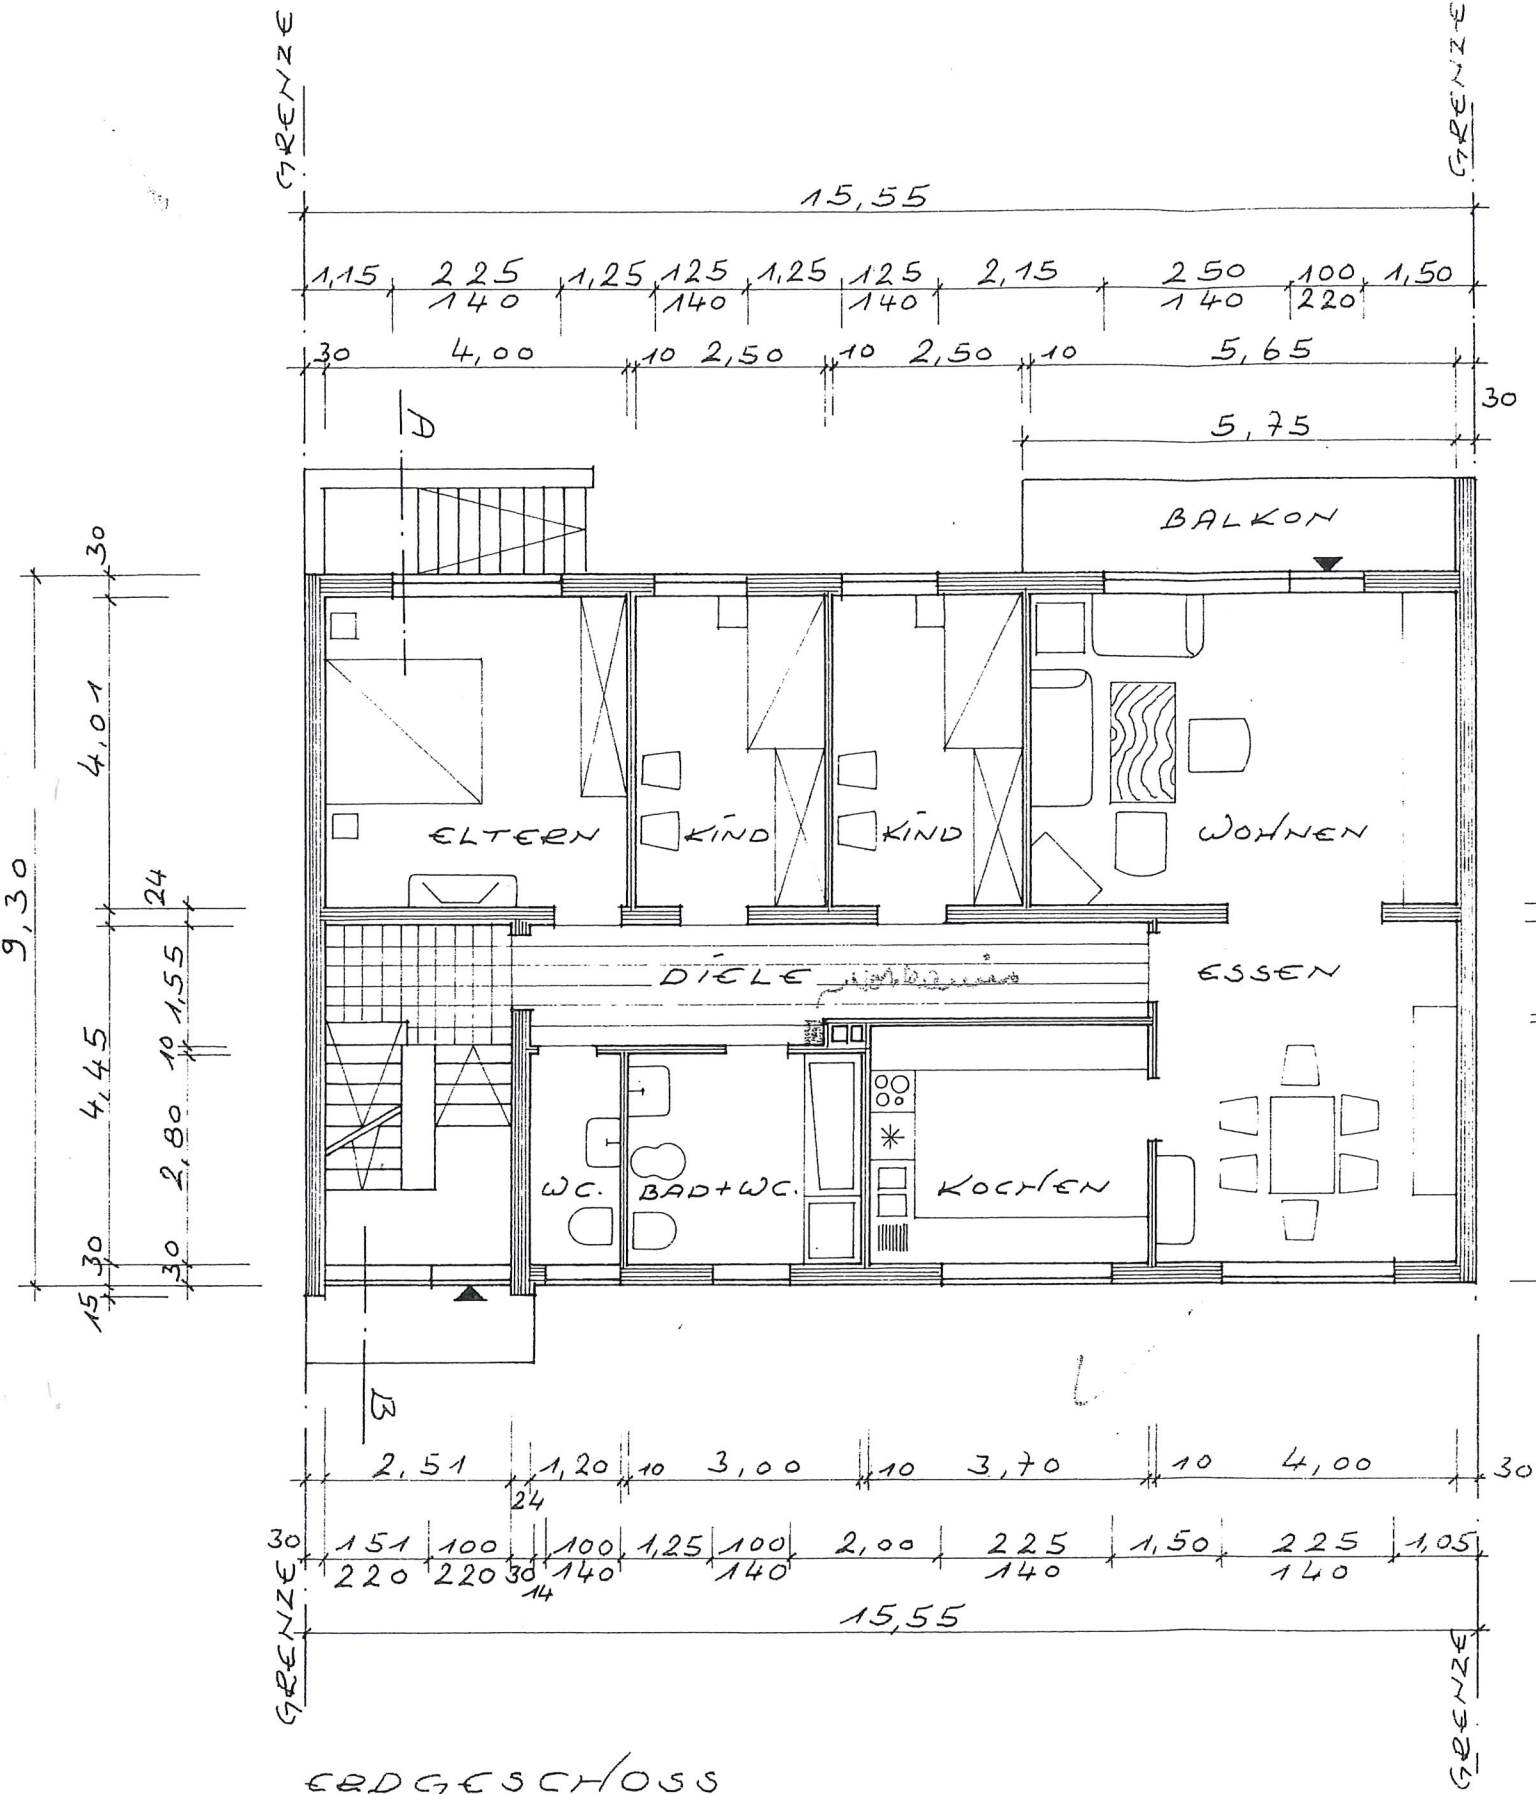 GRENZE
GRENZE
15,55
1,15 225 1,25 125 1,25 125 2,15 250 100 1,50
140 140 140 140 220
30 4,00 10 2,50 10 2,50 10 5,65
30
5,75
A
BALKON
30
4,01
24
9,30
1,55
4,45
10
2,80
30
30
15
ELTERN KIND KIND WOHNEN
DIELE ESSEN
WC. BAD+WC. KOCHEN
B
2,51 1,20 10 3,00 10 3,70 10 4,00 30
24
30 151 100 100 1,25 100 2,00 225 1,50 225 1,05
220 220 30 140 140 140 140
14
15,55
GRENZE
GRENZE
ERDGESCHOSS